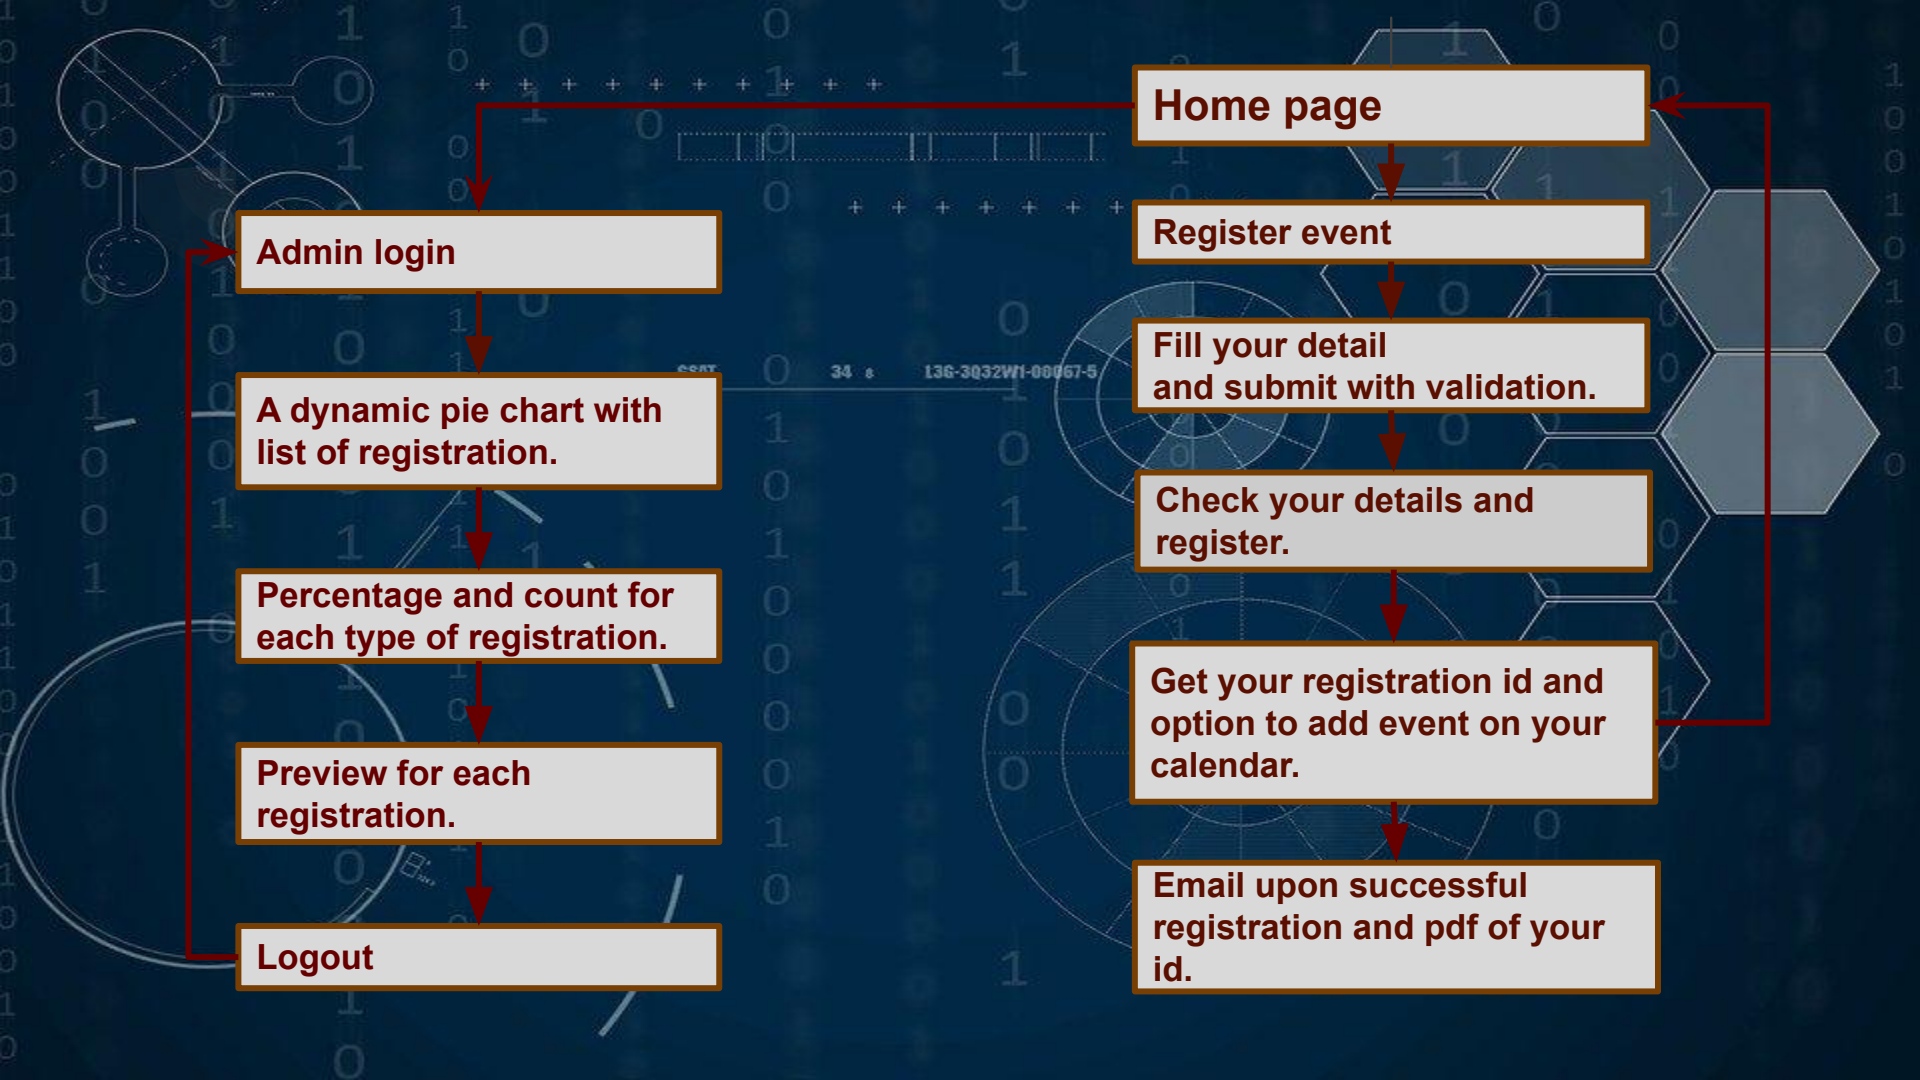 Home page
Register event
Fill your detail
and submit with validation.
Check your details and
register.
Get your registration id and
option to add event on your
calendar.
Email upon successful
registration and pdf of your
id.
Admin login
A dynamic pie chart with
list of registration.
Percentage and count for
each type of registration.
Preview for each
registration.
Logout
34